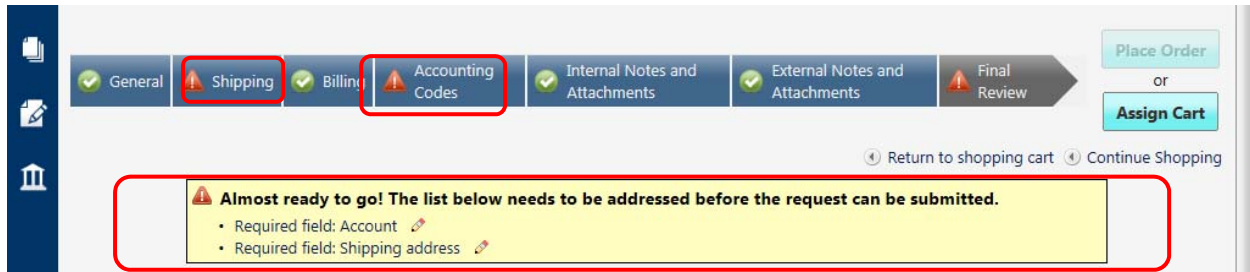 Place Order
General
Shipping
Billing
Accounting
Codes
Internal Notes and
Attachments
External Notes and
Attachments
Final
Review
or
Assign Cart
Return to shopping cart
Continue Shopping
Almost ready to go! The list below needs to be addressed before the request can be submitted.
• Required field: Account
• Required field: Shipping address